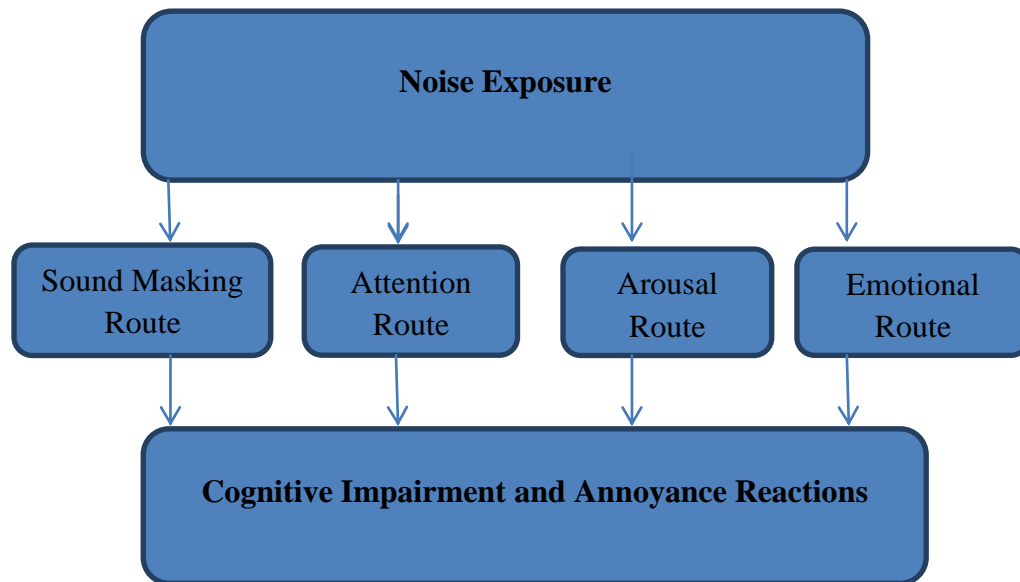 Noise Exposure
Sound Masking
Route
Attention
Route
Arousal
Route
Emotional
Route
Cognitive Impairment and Annoyance Reactions